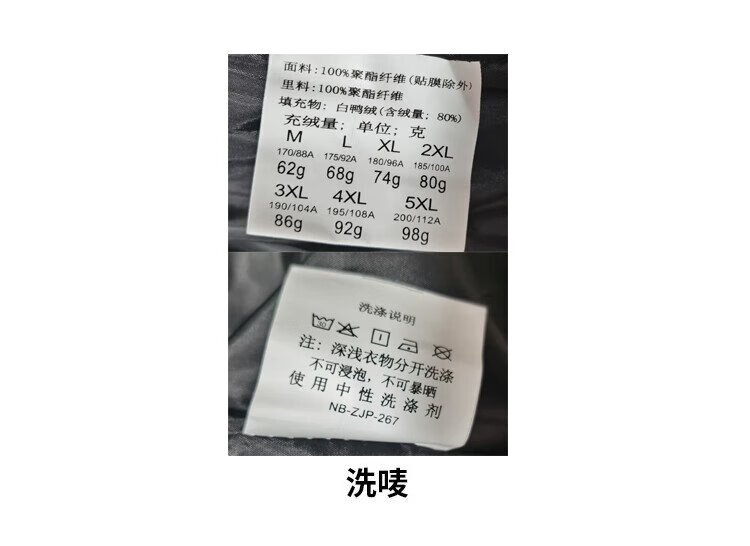 面料:100%聚酯纤维(贴膜除外)
里料:100%聚酯纤维
填充物: 白鸭绒(含绒量: 80%)
充绒量; 单位; 克
M L XL 2XL
170/88A 175/92A 180/96A 185/100A
62g 68g 74g 80g
3XL 4XL 5XL
190/104A 195/108A 200/112A
86g 92g 98g
洗涤说明
注: 深浅衣物分开洗涤
不可浸泡, 不可暴晒
使用中性洗涤剂
NB-ZJP-267
洗唛